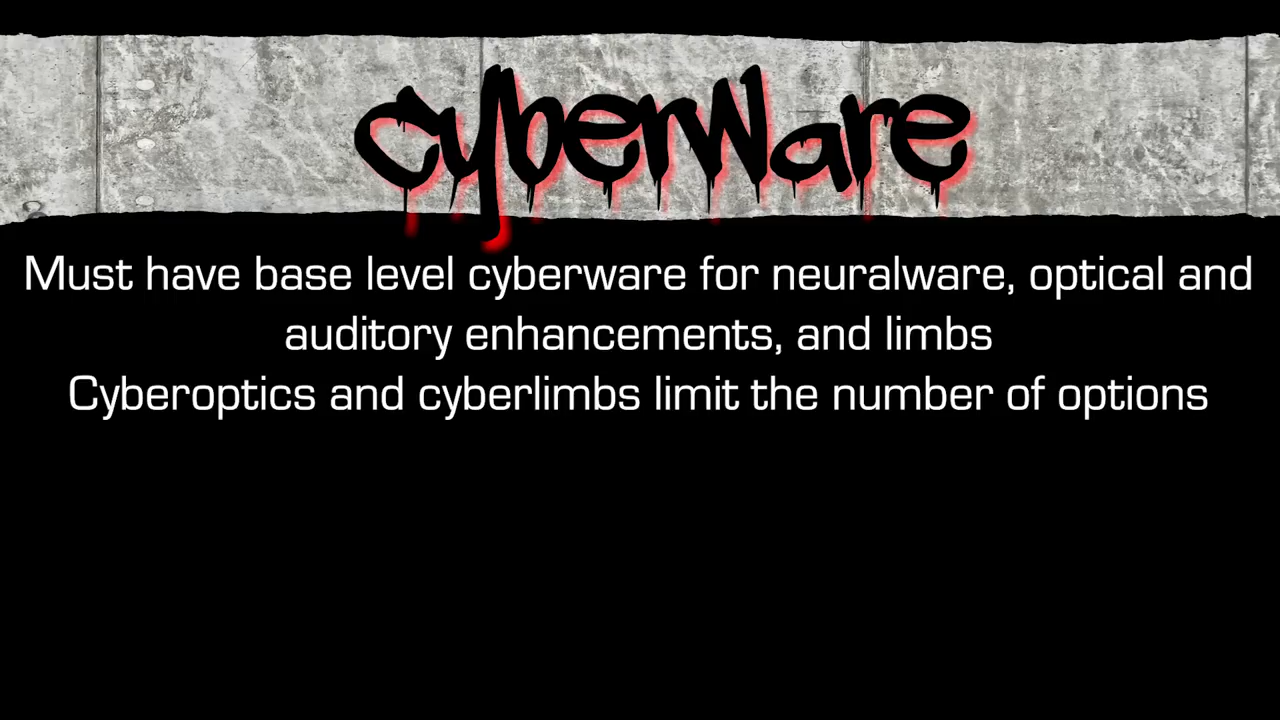 cyberware
Must have base level cyberware for neuralware, optical and
auditory enhancements, and limbs
Cyberoptics and cyberlimbs limit the number of options